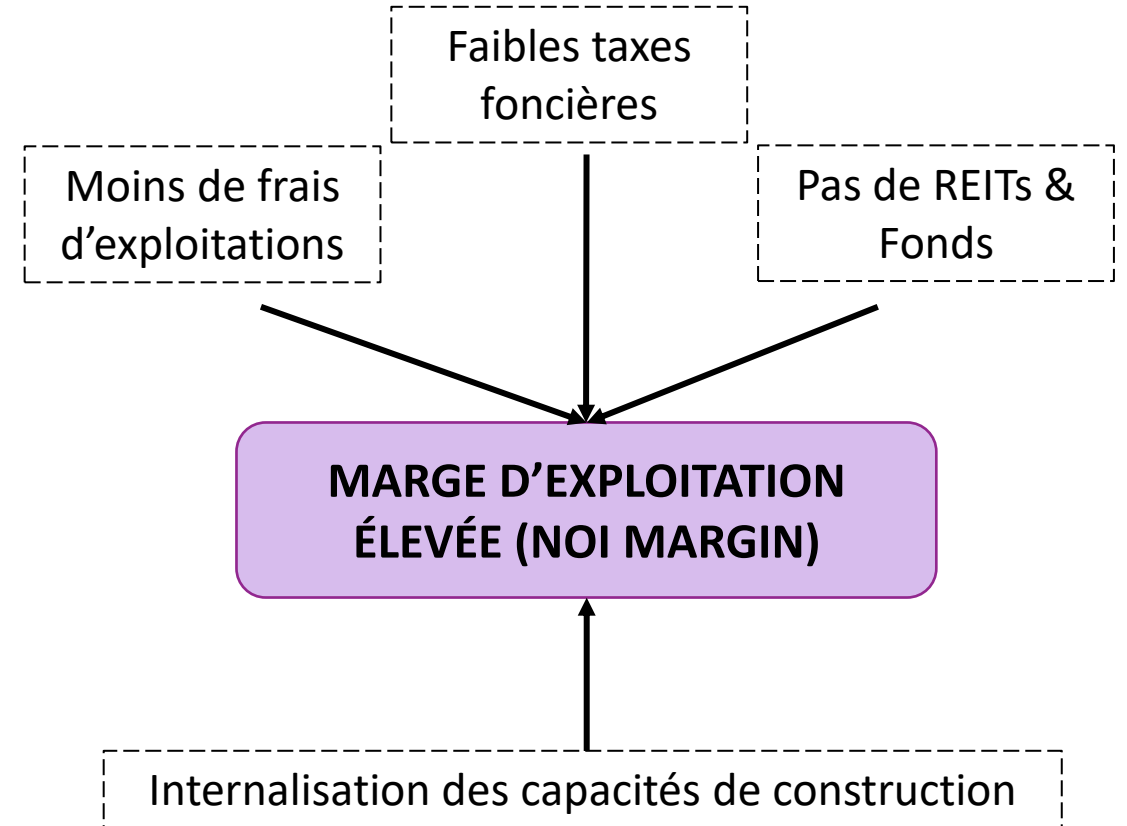 Faibles taxes
foncières
Moins de frais
d’exploitations
Pas de REITs &
Fonds
MARGE D’EXPLOITATION
ÉLEVÉE (NOI MARGIN)
Internalisation des capacités de construction